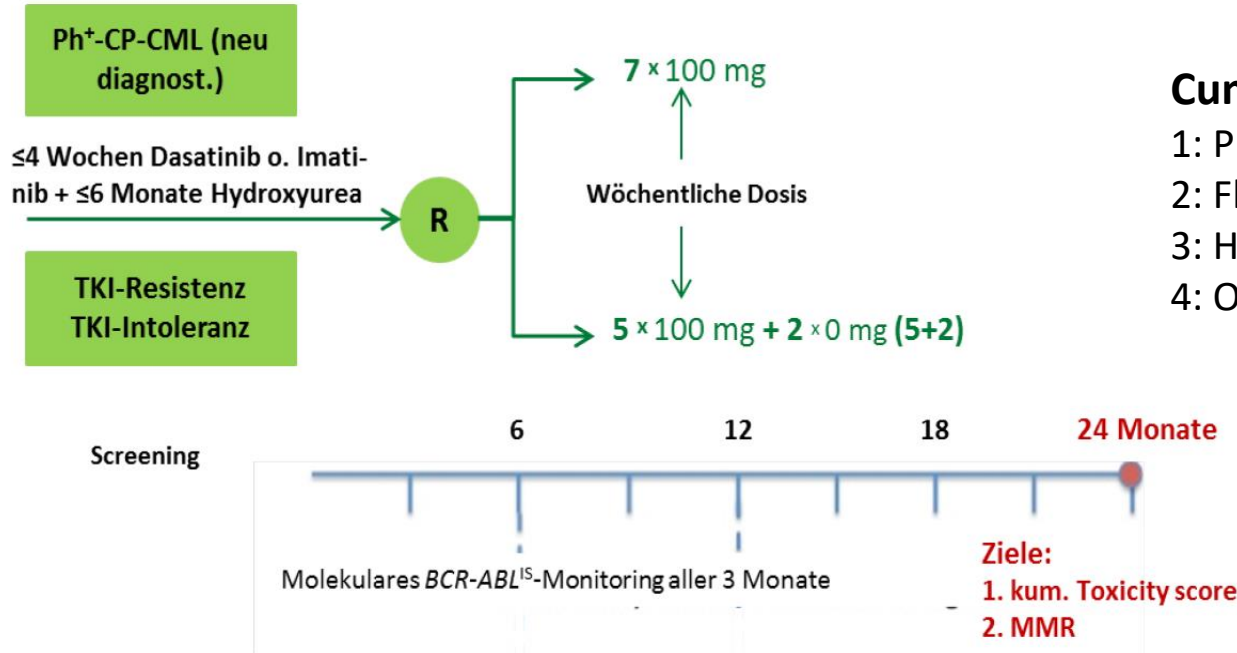 Ph⁺-CP-CML (neu
diagnost.)
≤4 Wochen Dasatinib o. Imati-
nib + ≤6 Monate Hydroxyurea
TKI-Resistenz
TKI-Intoleranz
R
7 x 100 mg
Wöchentliche Dosis
5 x 100 mg + 2 x 0 mg (5+2)
1: P
2: Fl
3: H
4: O
Screening
6
12
18
24 Monate
Molekulares BCR-ABLᴵˢ-Monitoring aller 3 Monate
Ziele:
1. kum. Toxicity score
2. MMR